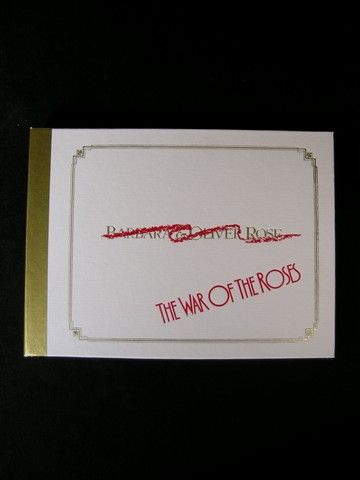 BARBARA & OLIVER ROSE
THE WAR OF THE ROSES